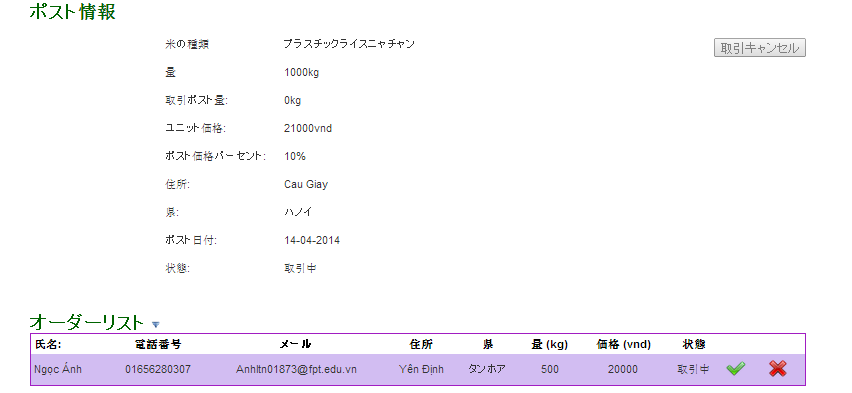 ポスト情報
米の種類 プラスチックライスニャチャン 取引キャンセル
量 1000kg
取引ポスト量: 0kg
ユニット価格: 21000vnd
ポスト価格パーセント: 10%
住所: Cau Giay
県: ハノイ
ポスト日付: 14-04-2014
状態: 取引中
オーダーリスト
氏名: 電話番号 メール 住所 県 量 (kg) 価格 (vnd) 状態
Ngọc Ánh 01656280307 Anhltn01873@fpt.edu.vn Yên Định タンホア 500 20000 取引中